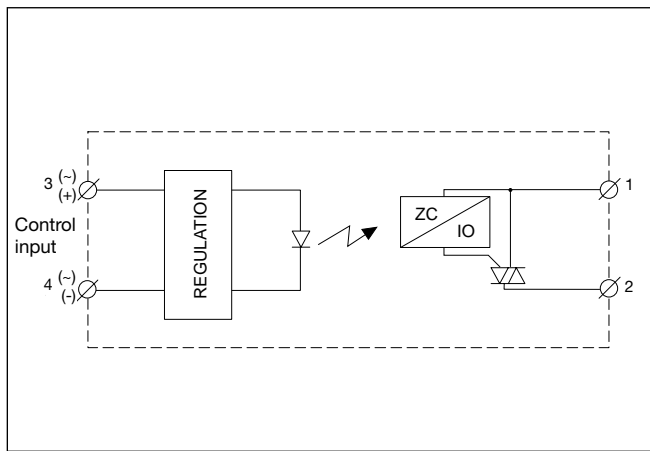 3 (~)
(+)
Control
input
4 (~)
(-)
REGULATION
ZC
IO
1
2